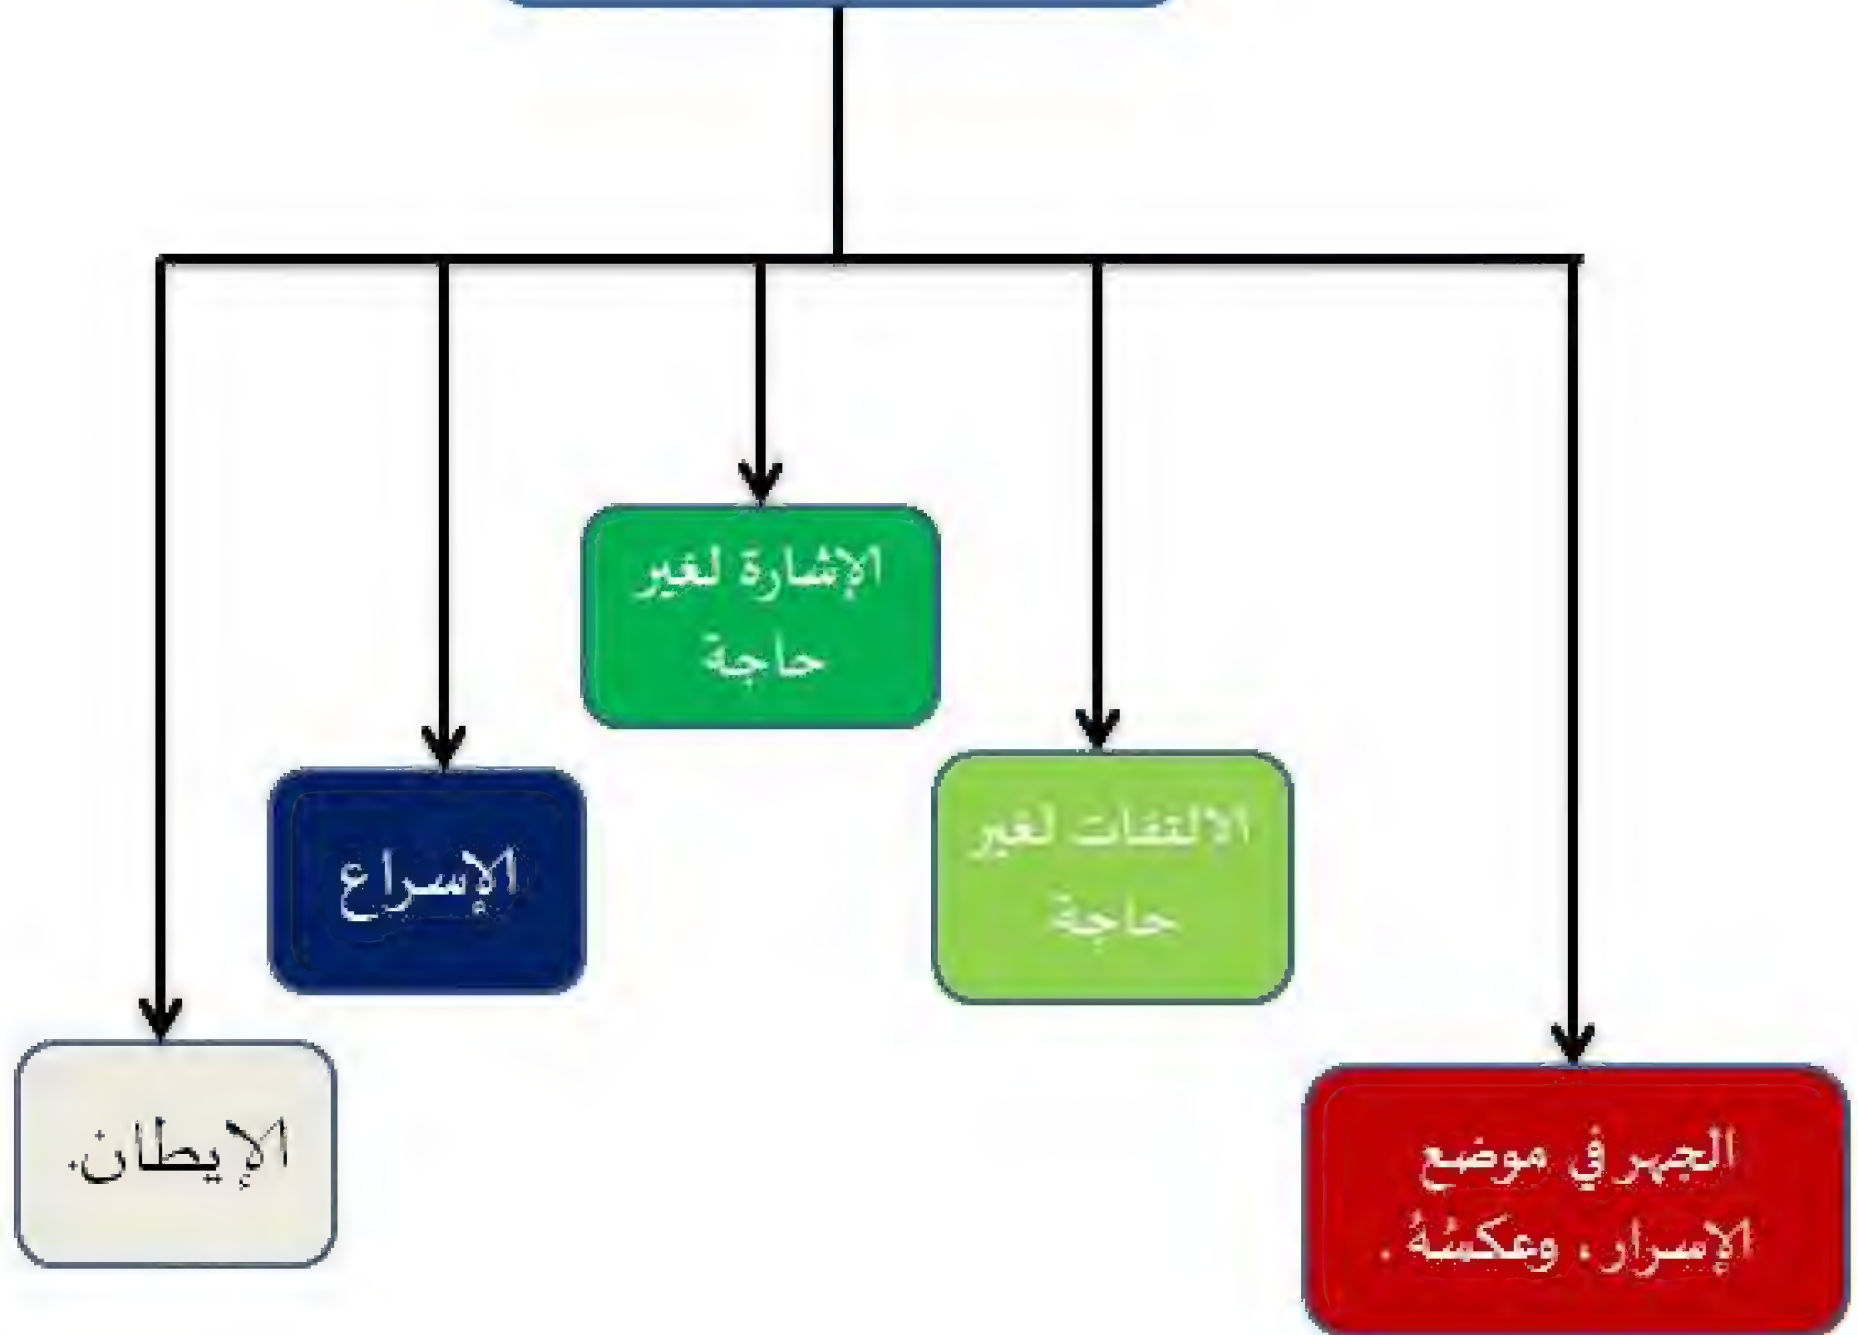 الإشارة لغير
حاجة
الالتفات لغير
حاجة
الإسراع
الجهر في موضع
الإسرار ، وعكسُهُ .
الإيطان.